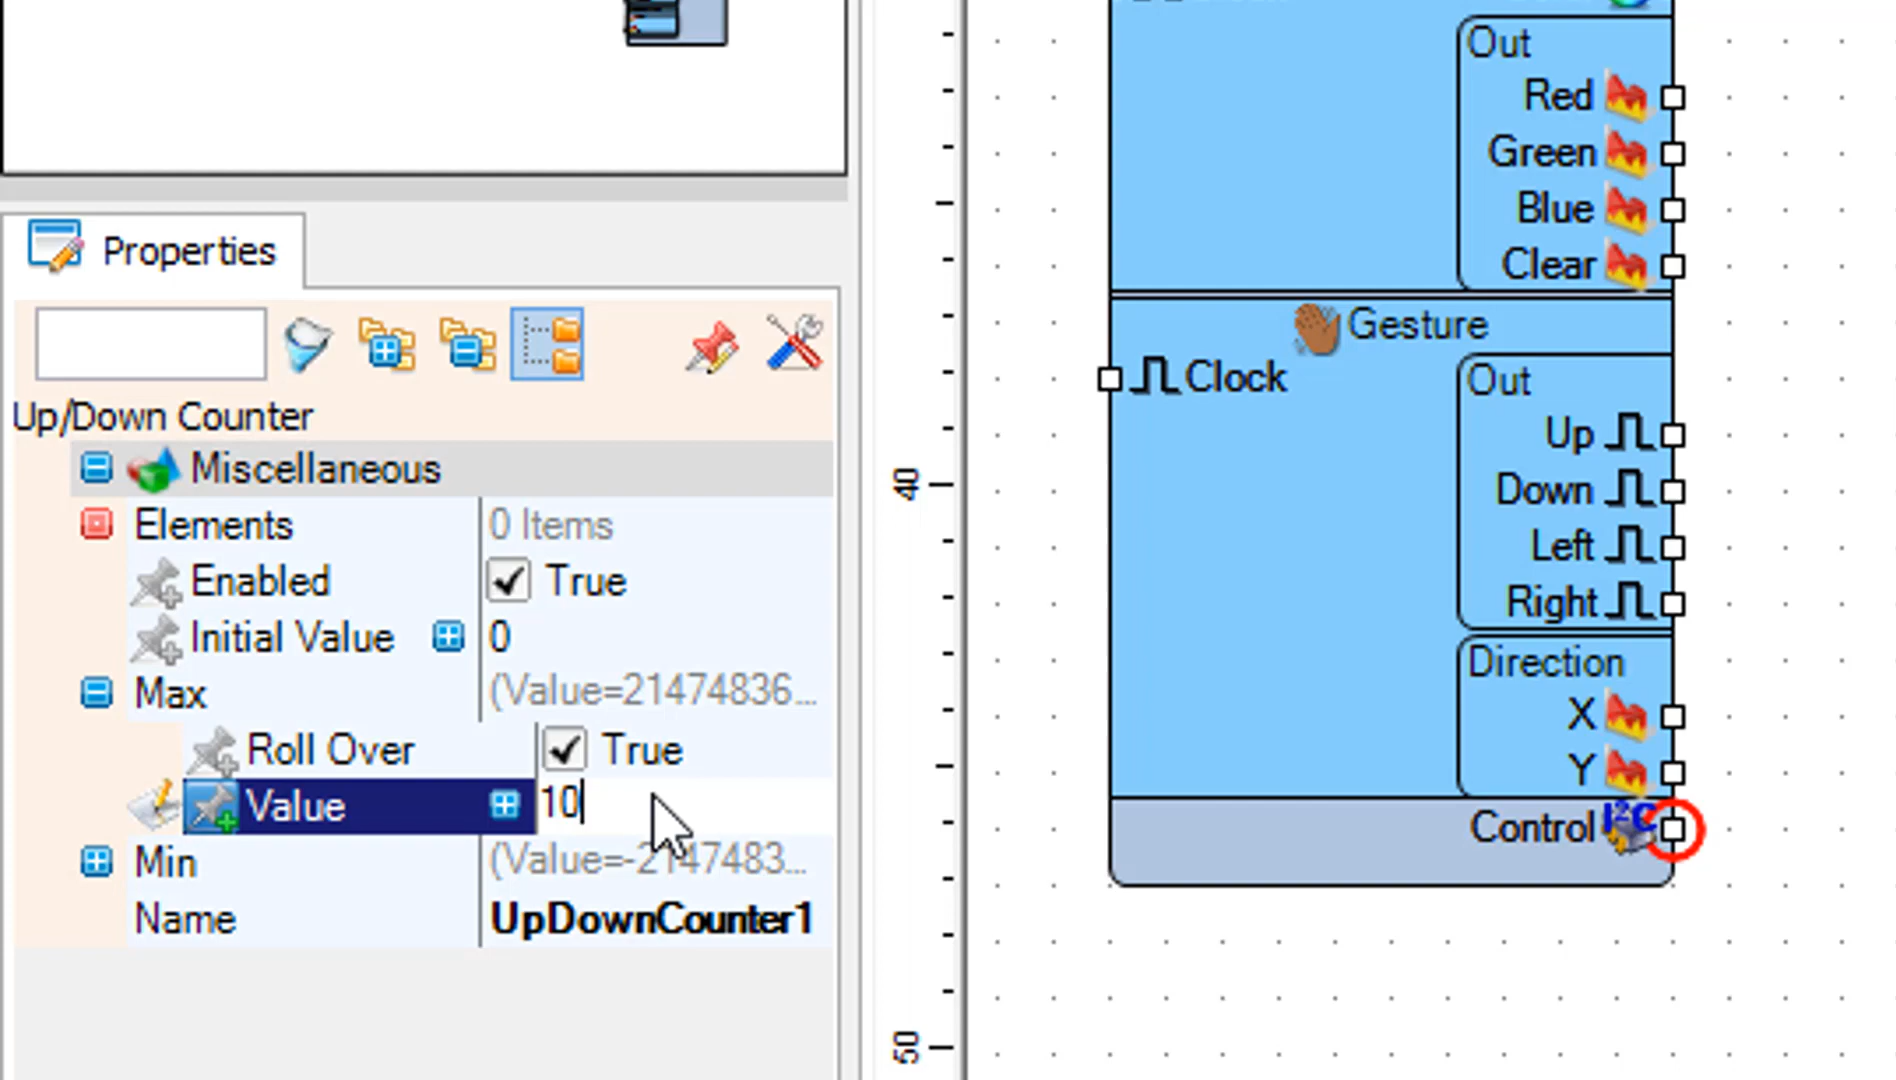 Properties
Up/Down Counter
Miscellaneous
Elements 0 Items
Enabled True
Initial Value 0
Max (Value=21474836...
Roll Over True
Value 10
Min (Value=-2147483...
Name UpDownCounter1
40
50
Out
Red
Green
Blue
Clear
Gesture
Clock
Out
Up
Down
Left
Right
Direction
X
Y
Control I²C